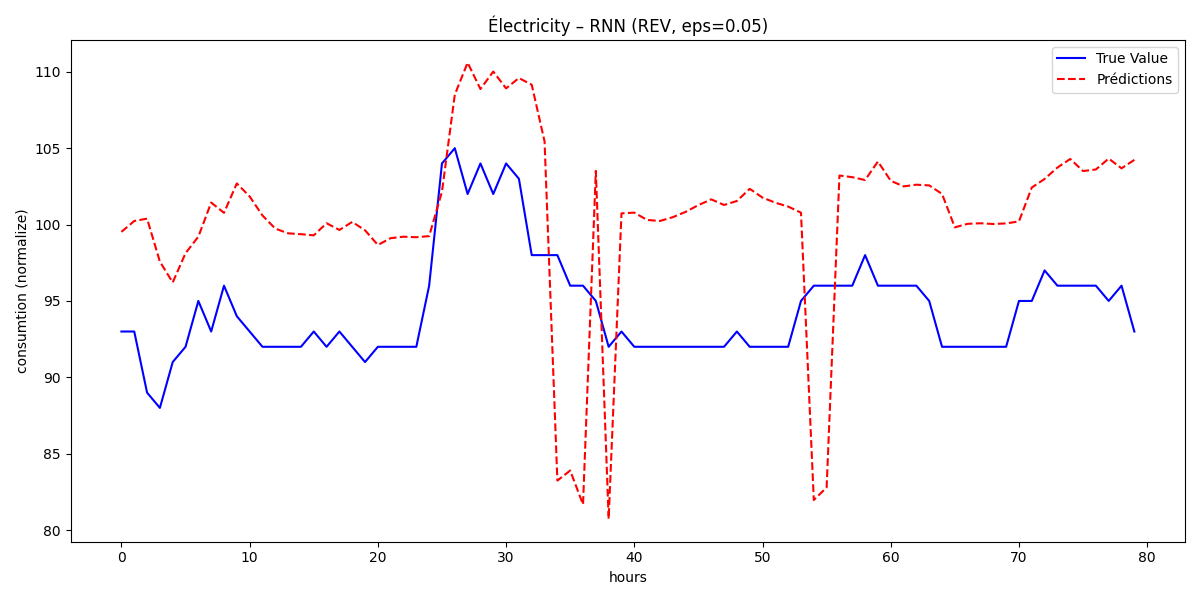 Électricity – RNN (REV, eps=0.05)
True Value
Prédictions
consumtion (normalize)
110
105
100
95
90
85
80
0 10 20 30 40 50 60 70 80
hours